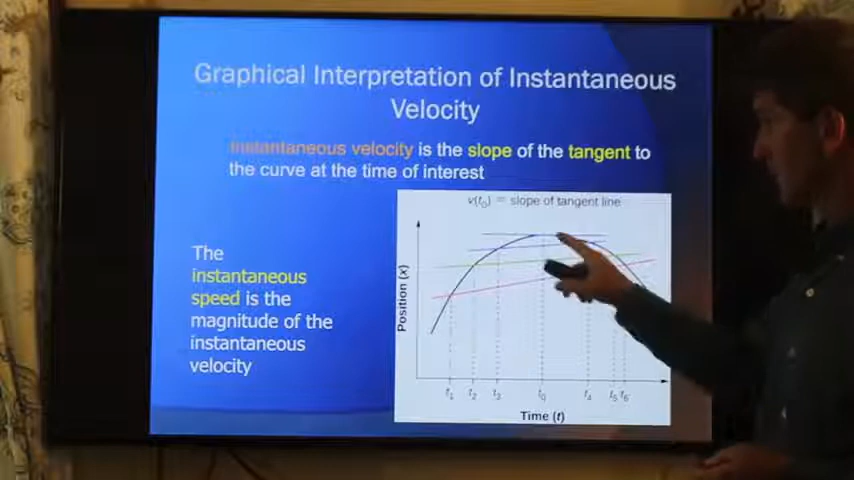 Graphical Interpretation of Instantaneous
Velocity
Instantaneous velocity is the slope of the tangent to
the curve at the time of interest
v(t₀) = slope of tangent line
The
instantaneous
speed is the
magnitude of the
instantaneous
velocity
Position (x)
t₁ t₂ t₃ t₀ t₄ t₅ t₆
Time (t)